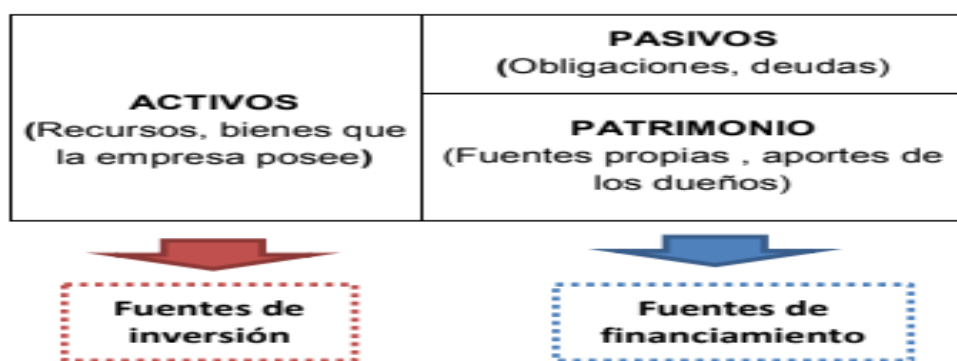 ACTIVOS
(Recursos, bienes que
la empresa posee)
PASIVOS
(Obligaciones, deudas)
PATRIMONIO
(Fuentes propias , aportes de
los dueños)
Fuentes de
inversión
Fuentes de
financiamiento